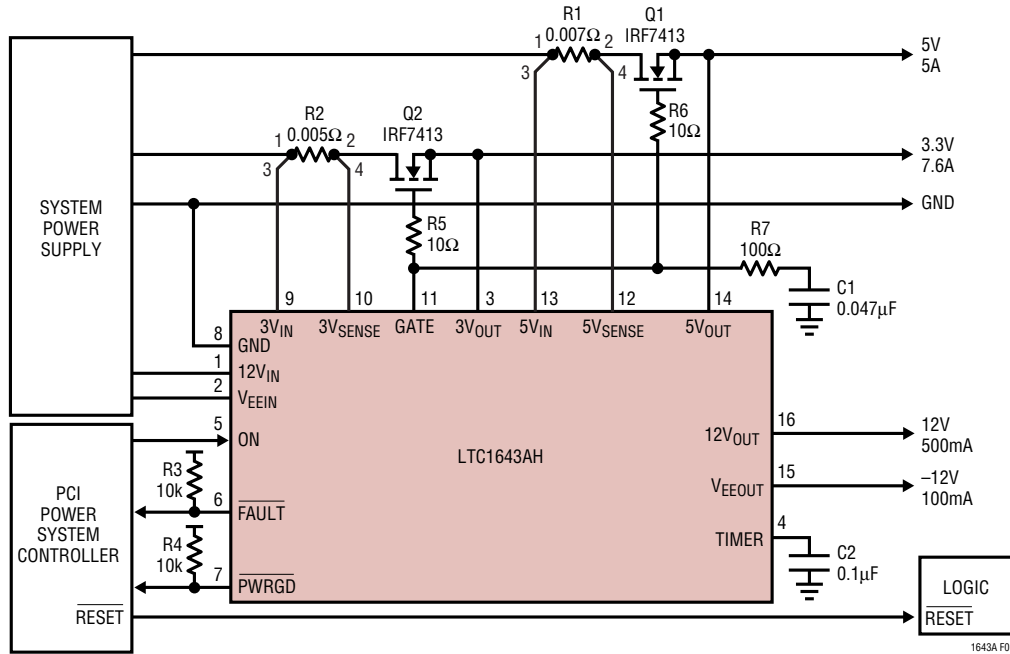 R1
0.007Ω
Q1
IRF7413
1
2
3
4
5V
5A
R6
10Ω
R2
0.005Ω
Q2
IRF7413
1
2
3
4
3.3V
7.6A
GND
SYSTEM
POWER
SUPPLY
R5
10Ω
R7
100Ω
C1
0.047µF
9
10
11
3
13
12
14
3VIN
3VSENSE
GATE
3VOUT
5VIN
5VSENSE
5VOUT
8
GND
1
12VIN
2
VEEIN
5
ON
R3
10k
6
FAULT
R4
10k
7
PWRGD
LTC1643AH
12VOUT
16
12V
500mA
VEEOUT
15
–12V
100mA
TIMER
4
C2
0.1µF
PCI
POWER
SYSTEM
CONTROLLER
RESET
LOGIC
RESET
1643A F0